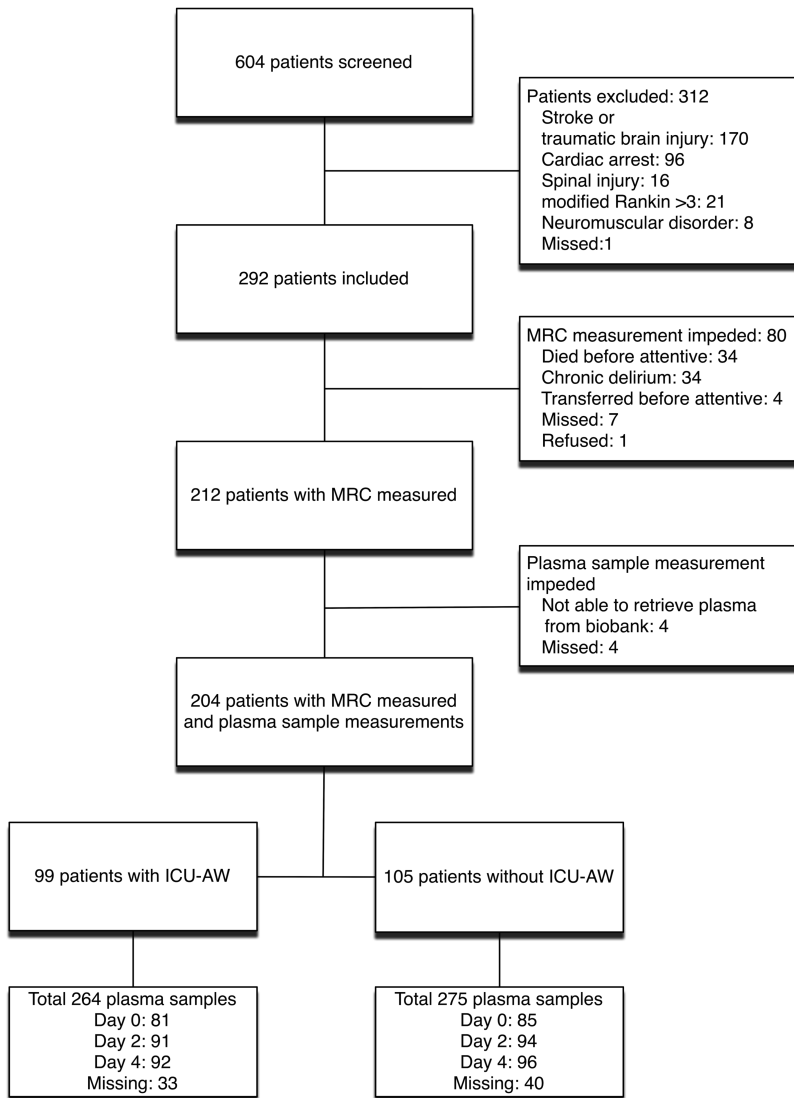 604 patients screened
Patients excluded: 312
Stroke or
traumatic brain injury: 170
Cardiac arrest: 96
Spinal injury: 16
modified Rankin >3: 21
Neuromuscular disorder: 8
Missed:1
292 patients included
MRC measurement impeded: 80
Died before attentive: 34
Chronic delirium: 34
Transferred before attentive: 4
Missed: 7
Refused: 1
212 patients with MRC measured
Plasma sample measurement
impeded
Not able to retrieve plasma
from biobank: 4
Missed: 4
204 patients with MRC measured
and plasma sample measurements
99 patients with ICU-AW
105 patients without ICU-AW
Total 264 plasma samples
Day 0: 81
Day 2: 91
Day 4: 92
Missing: 33
Total 275 plasma samples
Day 0: 85
Day 2: 94
Day 4: 96
Missing: 40